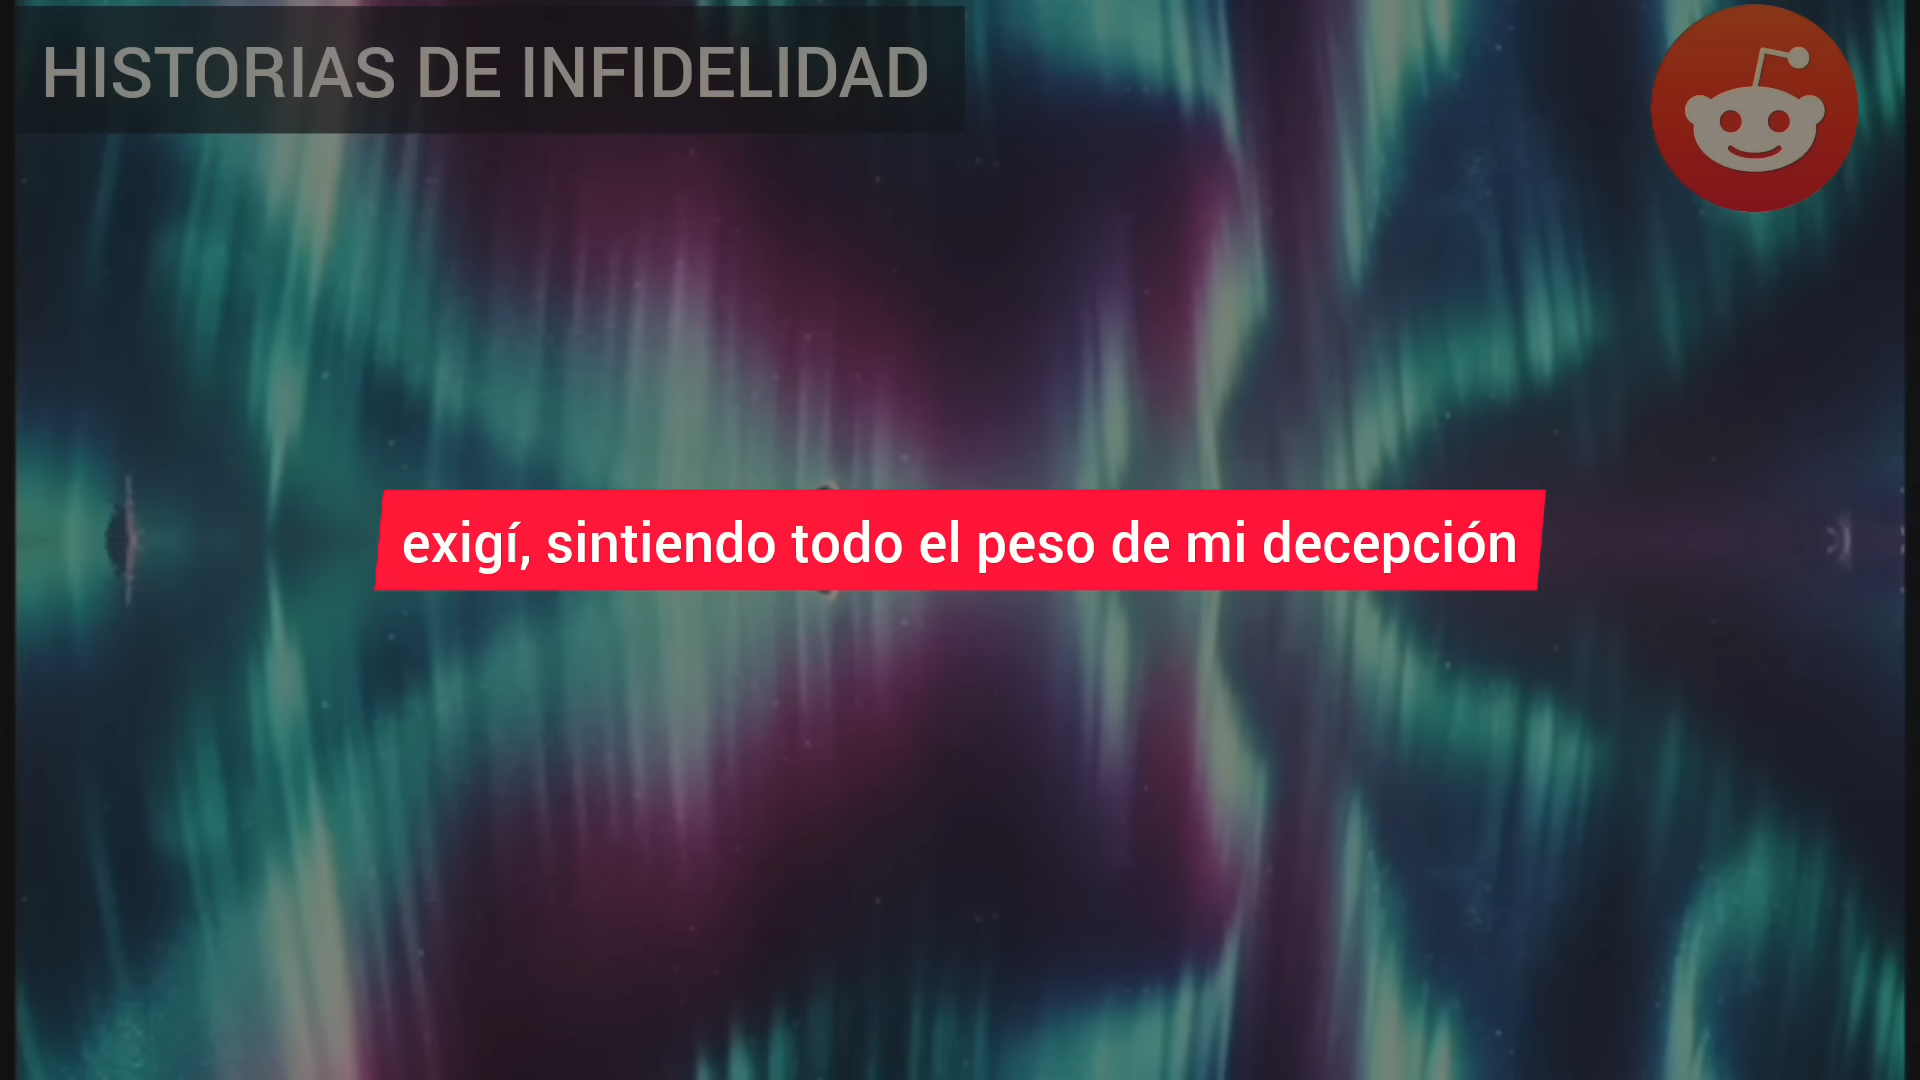 HISTORIAS DE INFIDELIDAD
exigí, sintiendo todo el peso de mi decepción